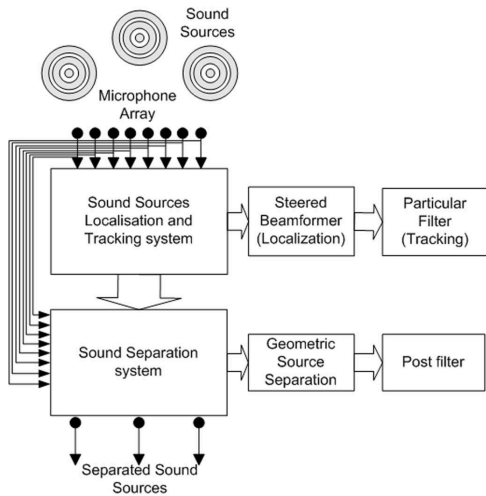 Sound
Sources
Microphone
Array
Sound Sources
Localisation and
Tracking system
Steered
Beamformer
(Localization)
Particular
Filter
(Tracking)
Sound Separation
system
Geometric
Source
Separation
Post filter
Separated Sound
Sources